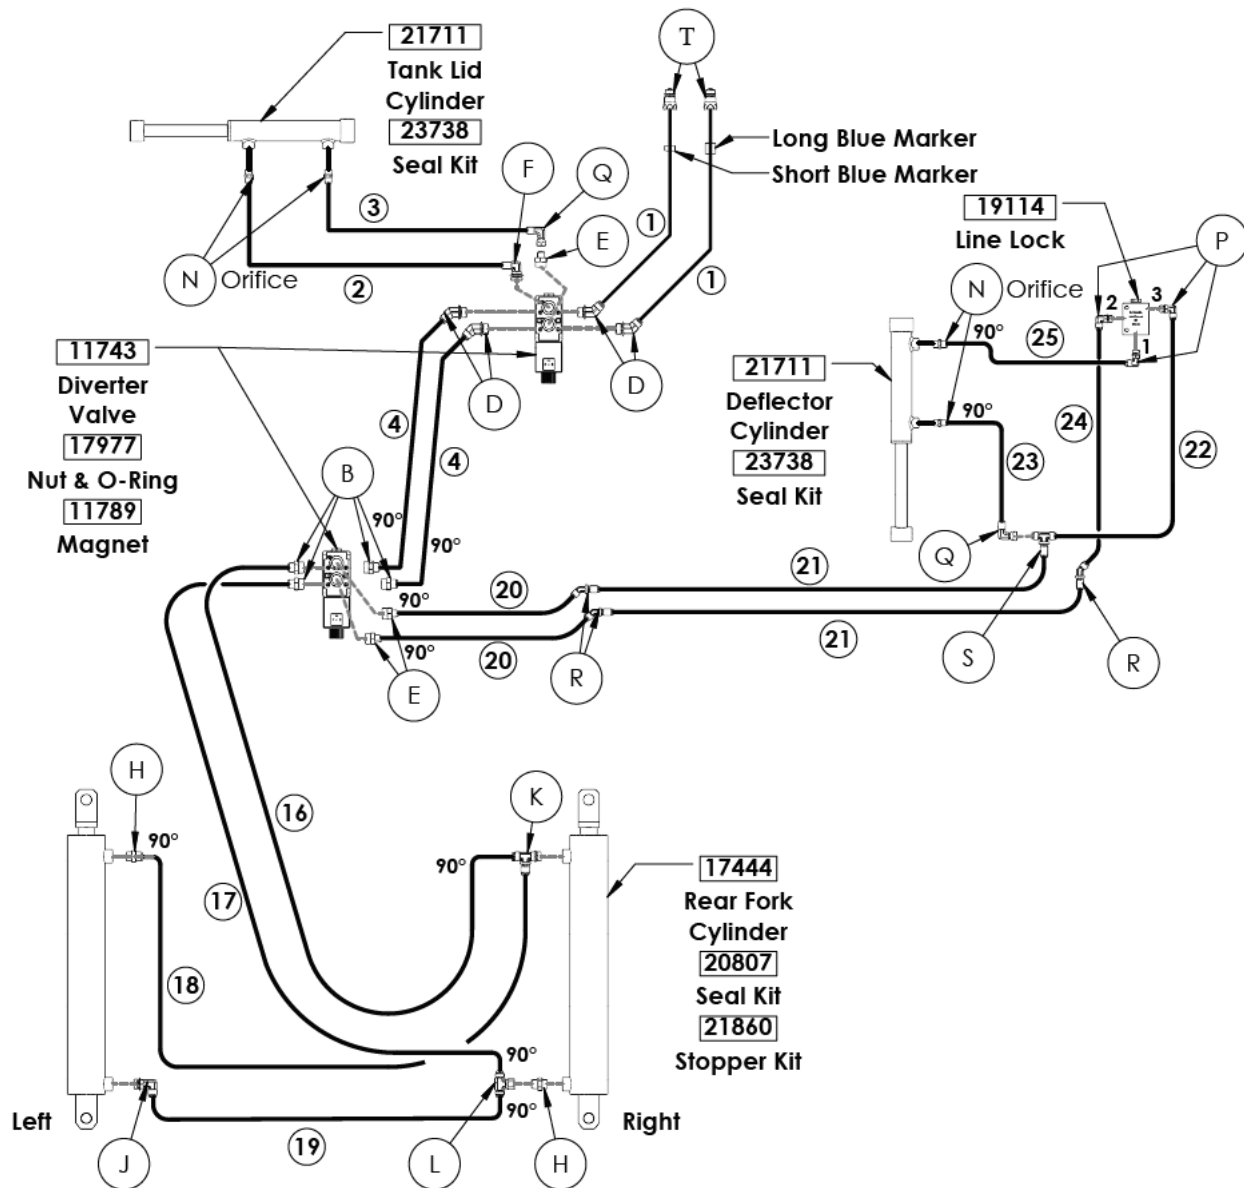 21711
Tank Lid
Cylinder
23738
Seal Kit
T
Long Blue Marker
Short Blue Marker
F
Q
E
3
1
1
N Orifice
2
19114
Line Lock
P
N Orifice
2
3
1
90°
25
11743
Diverter
Valve
17977
Nut & O-Ring
11789
Magnet
D
D
21711
Deflector
Cylinder
23738
Seal Kit
90°
24
22
23
4
4
B
90°
90°
Q
21
20
90°
21
20
90°
E
R
S
R
H
90°
16
K
90°
17
17444
Rear Fork
Cylinder
20807
Seal Kit
21860
Stopper Kit
18
90°
90°
Left
Right
19
J
L
H